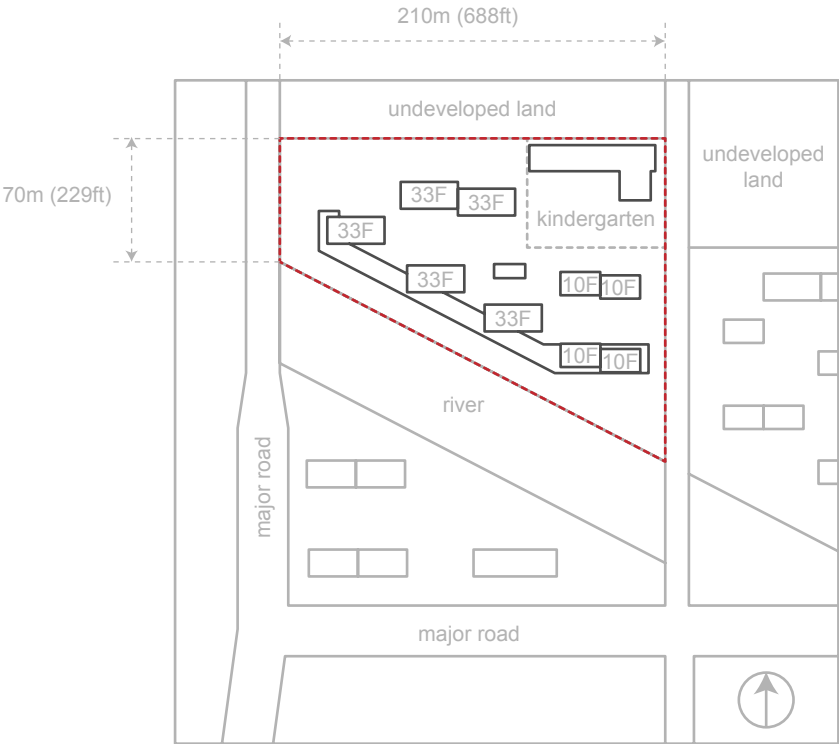 210m (688ft)
undeveloped land
undeveloped
land
70m (229ft)
33F
33F
kindergarten
33F
33F
10F
10F
33F
10F
10F
river
major road
major road